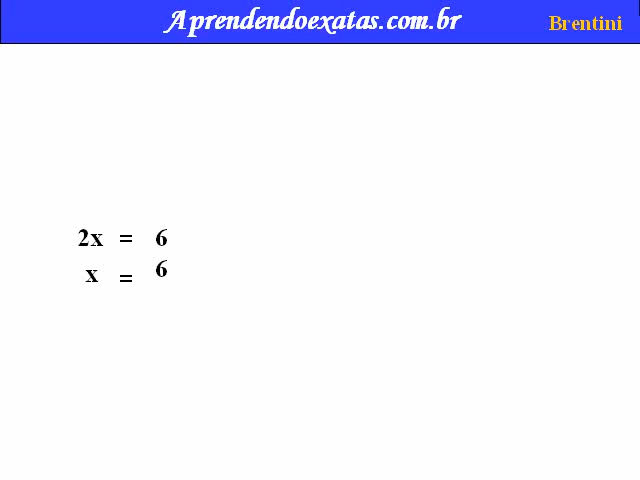 Aprendendoexatas.com.br
Brentini
2x = 6
x = 6